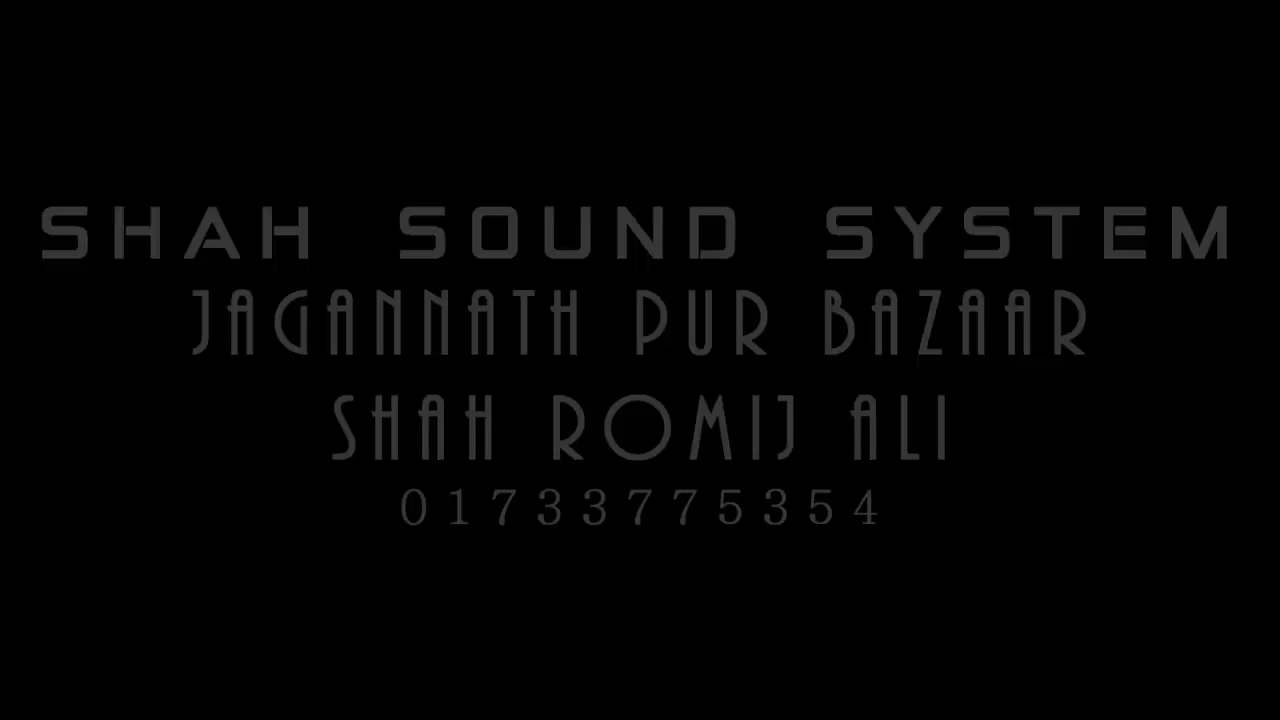 SHAH SOUND SYSTEM
JAGANNATH PUR BAZAAR
SHAH ROMIJ ALI
01733775354